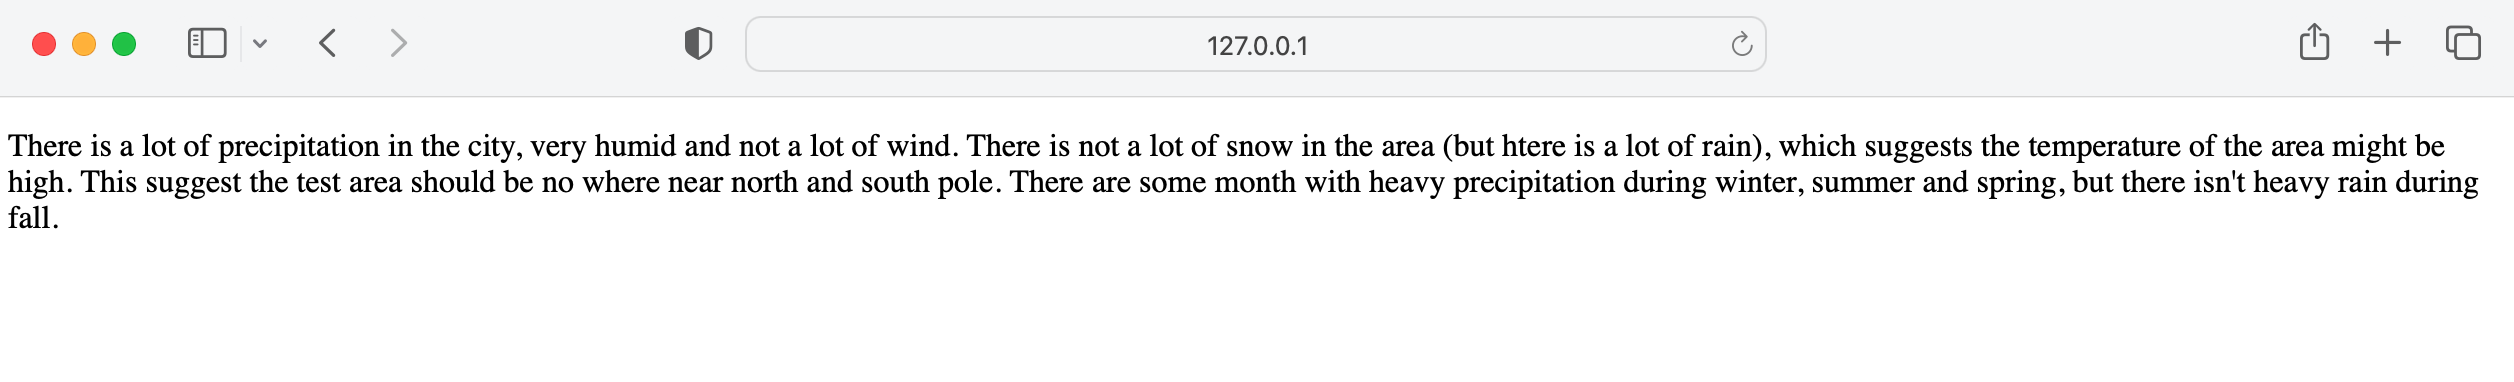 127.0.0.1
There is a lot of precipitation in the city, very humid and not a lot of wind. There is not a lot of snow in the area (but htere is a lot of rain), which suggests the temperature of the area might be
high. This suggest the test area should be no where near north and south pole. There are some month with heavy precipitation during winter, summer and spring, but there isn't heavy rain during
fall.